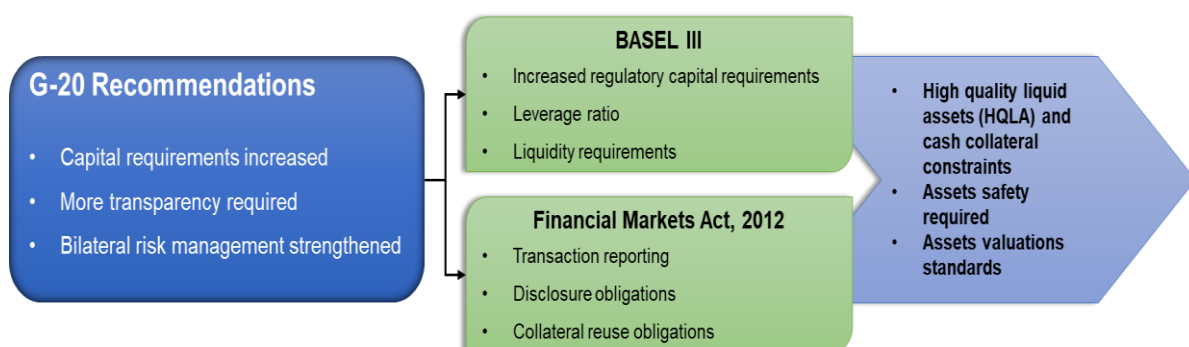 G-20 Recommendations
• Capital requirements increased
• More transparency required
• Bilateral risk management strengthened
BASEL III
• Increased regulatory capital requirements
• Leverage ratio
• Liquidity requirements
Financial Markets Act, 2012
• Transaction reporting
• Disclosure obligations
• Collateral reuse obligations
• High quality liquid
assets (HQLA) and
cash collateral
constraints
• Assets safety
required
• Assets valuations
standards